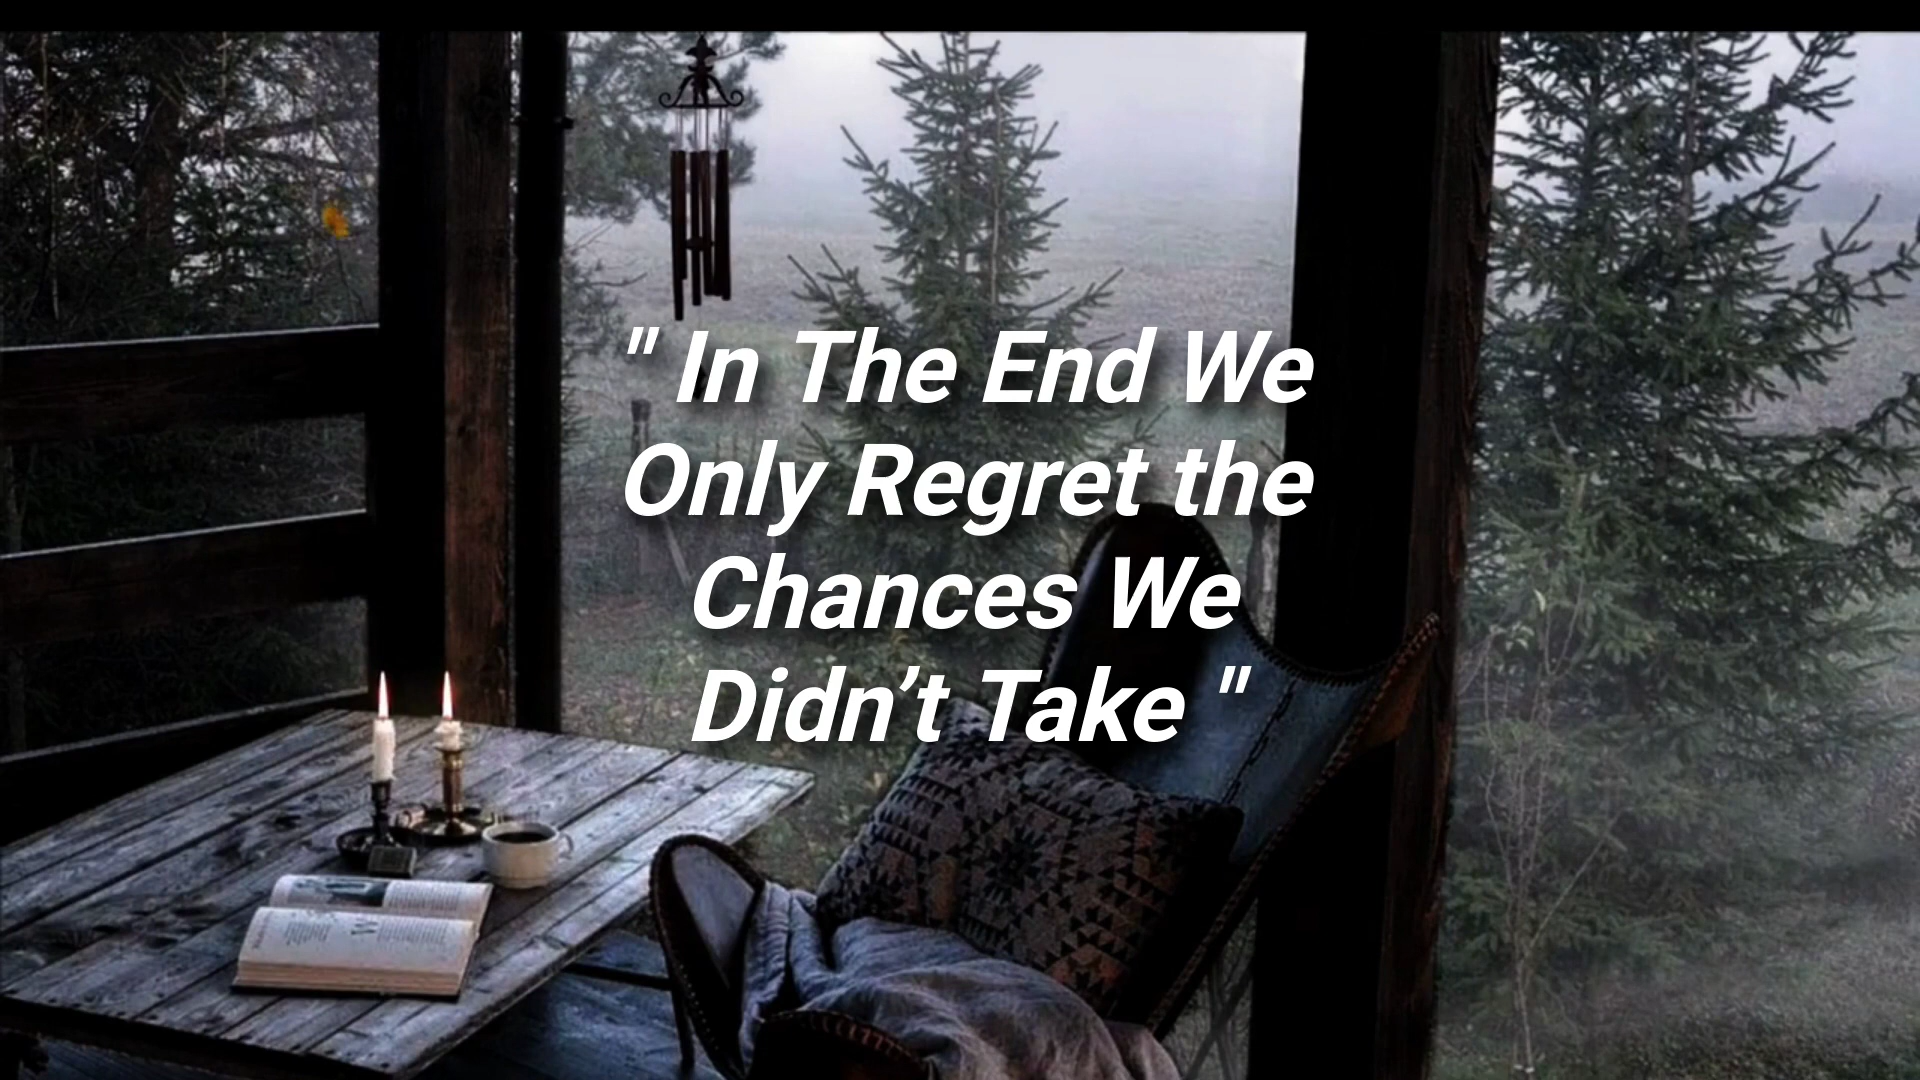 " In The End We
Only Regret the
Chances We
Didn’t Take "